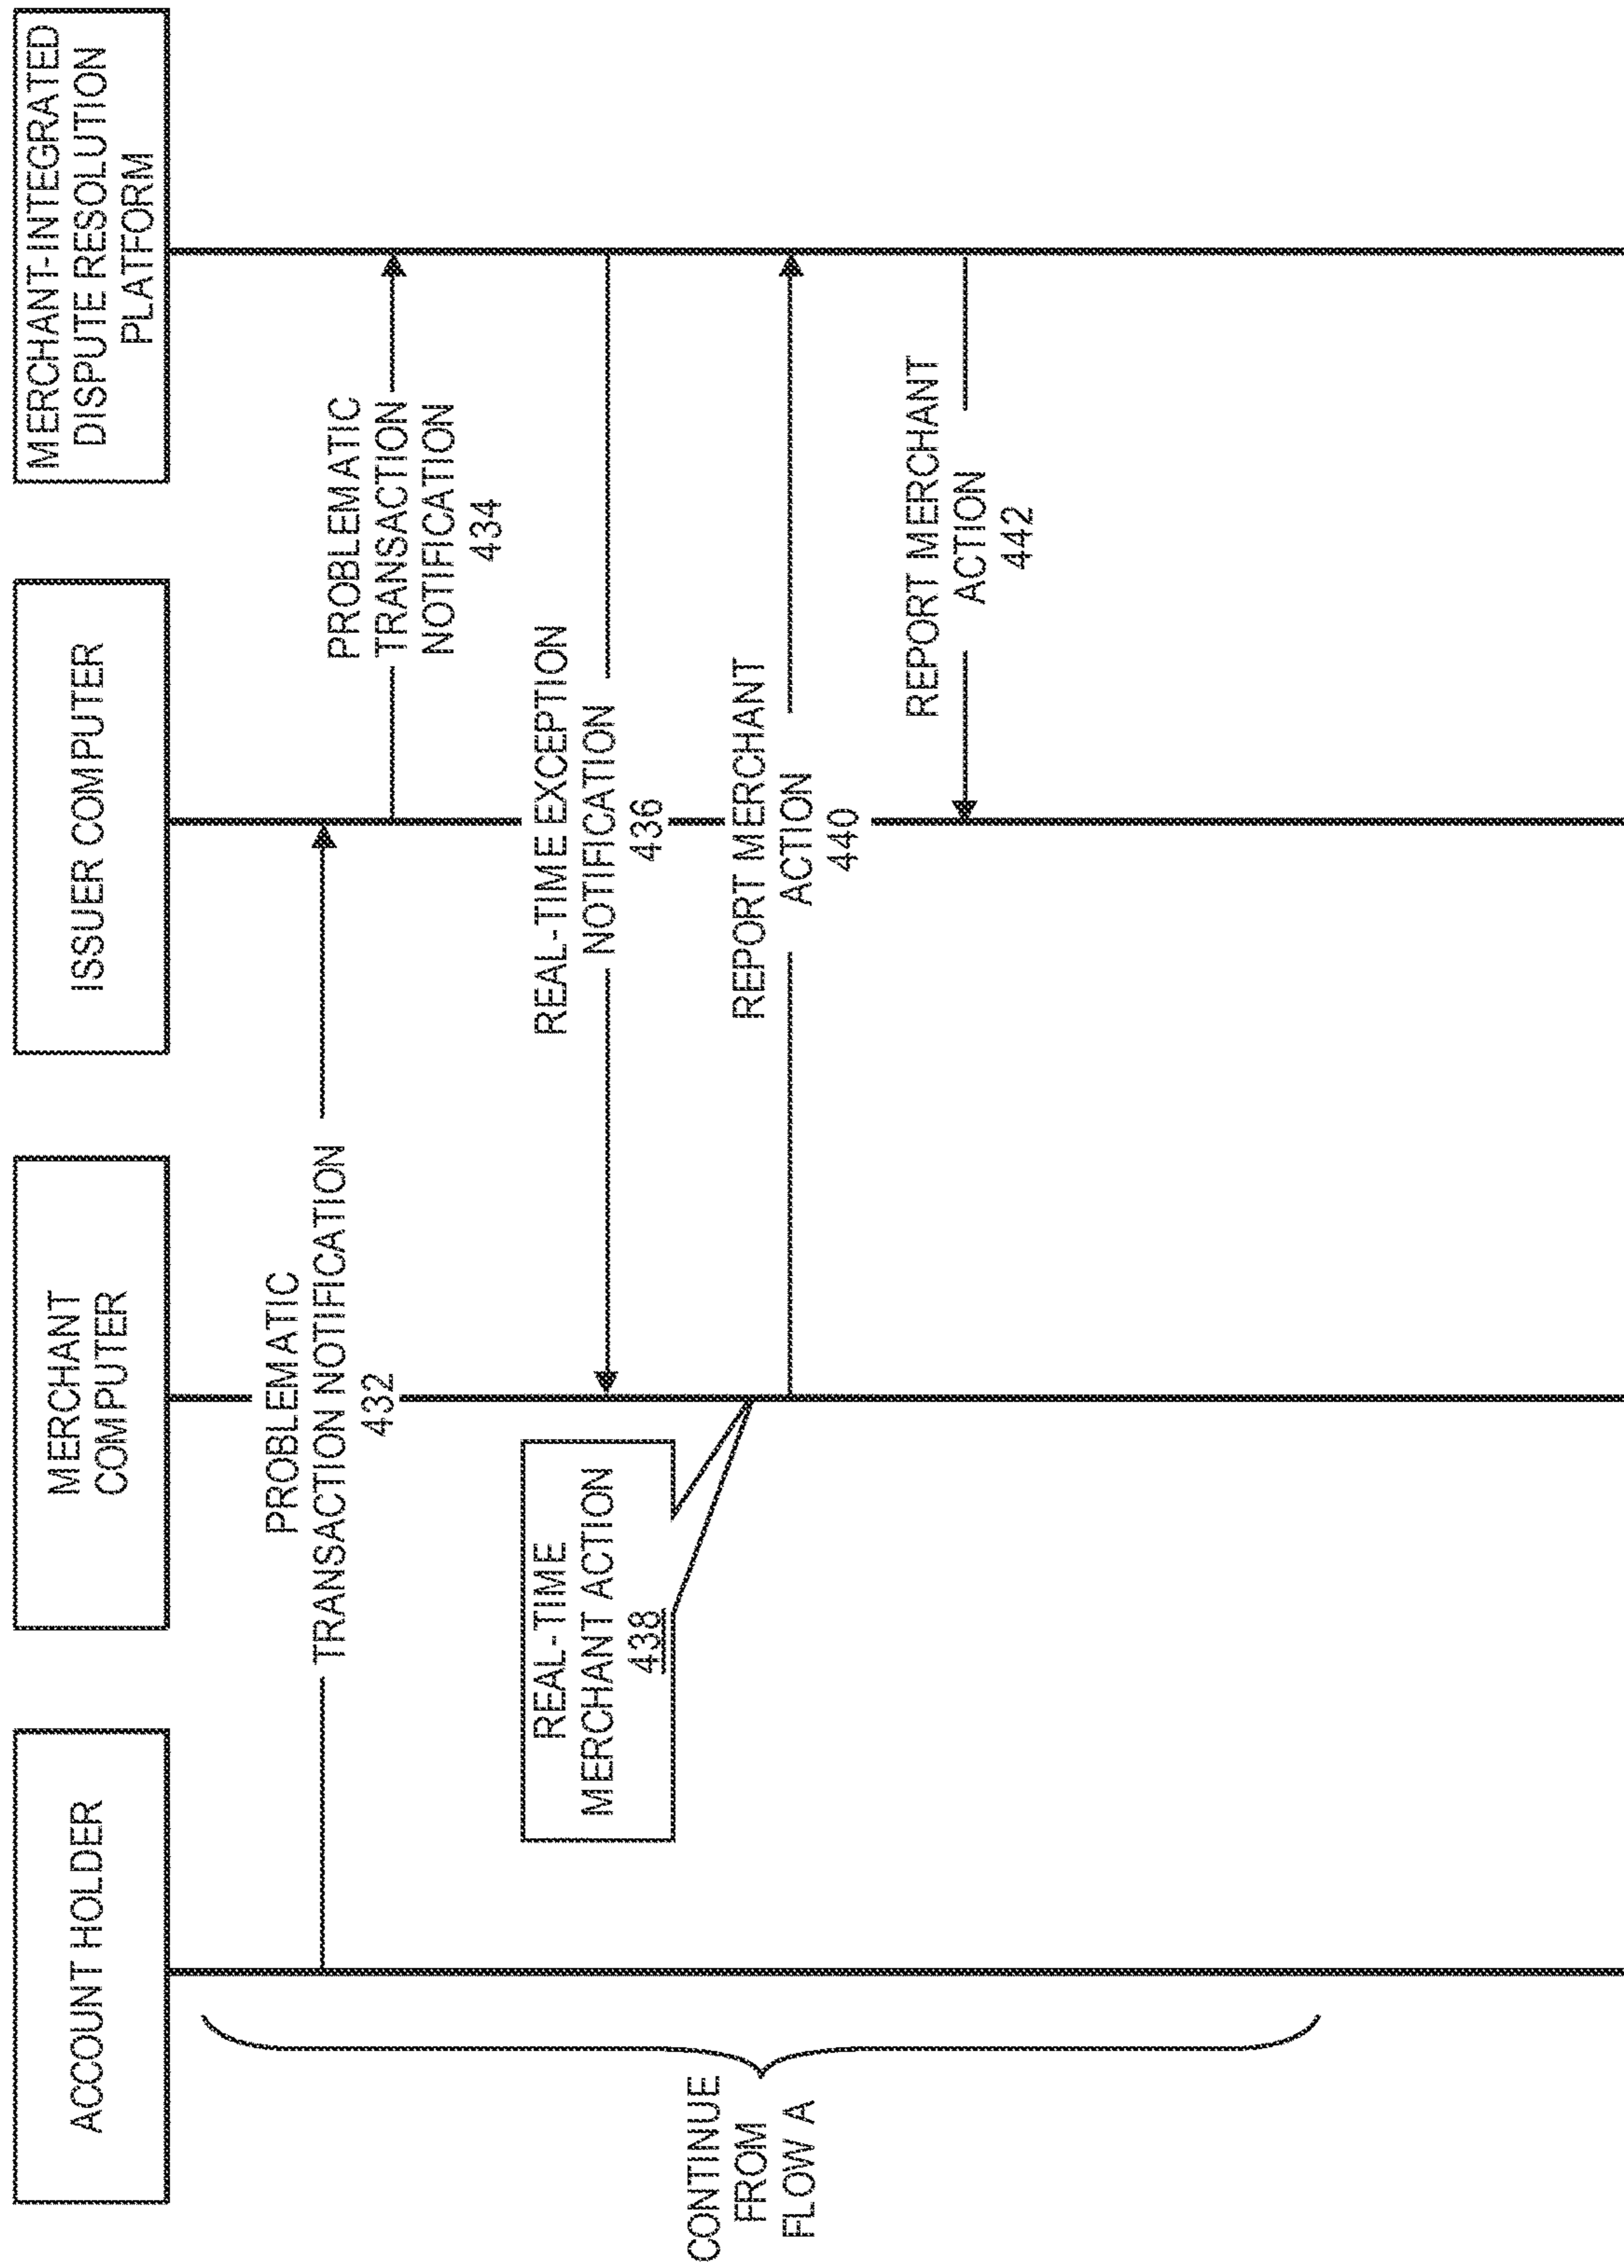 ACCOUNT HOLDER
MERCHANT
COMPUTER
ISSUER COMPUTER
MERCHANT-INTEGRATED
DISPUTE RESOLUTION
PLATFORM
PROBLEMATIC
TRANSACTION NOTIFICATION
432
PROBLEMATIC
TRANSACTION
NOTIFICATION
434
REAL-TIME EXCEPTION
NOTIFICATION
436
REAL-TIME
MERCHANT ACTION
438
CONTINUE
FROM
FLOW A
REPORT MERCHANT
ACTION
440
REPORT MERCHANT
ACTION
442